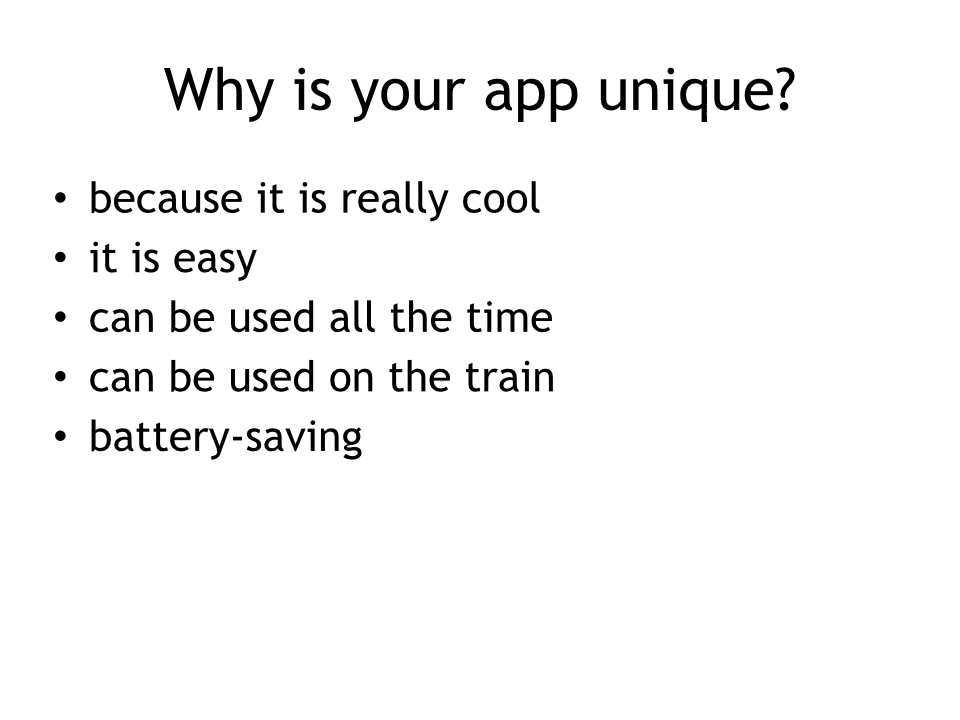 Why is your app unique?
• because it is really cool
• it is easy
• can be used all the time
• can be used on the train
• battery-saving